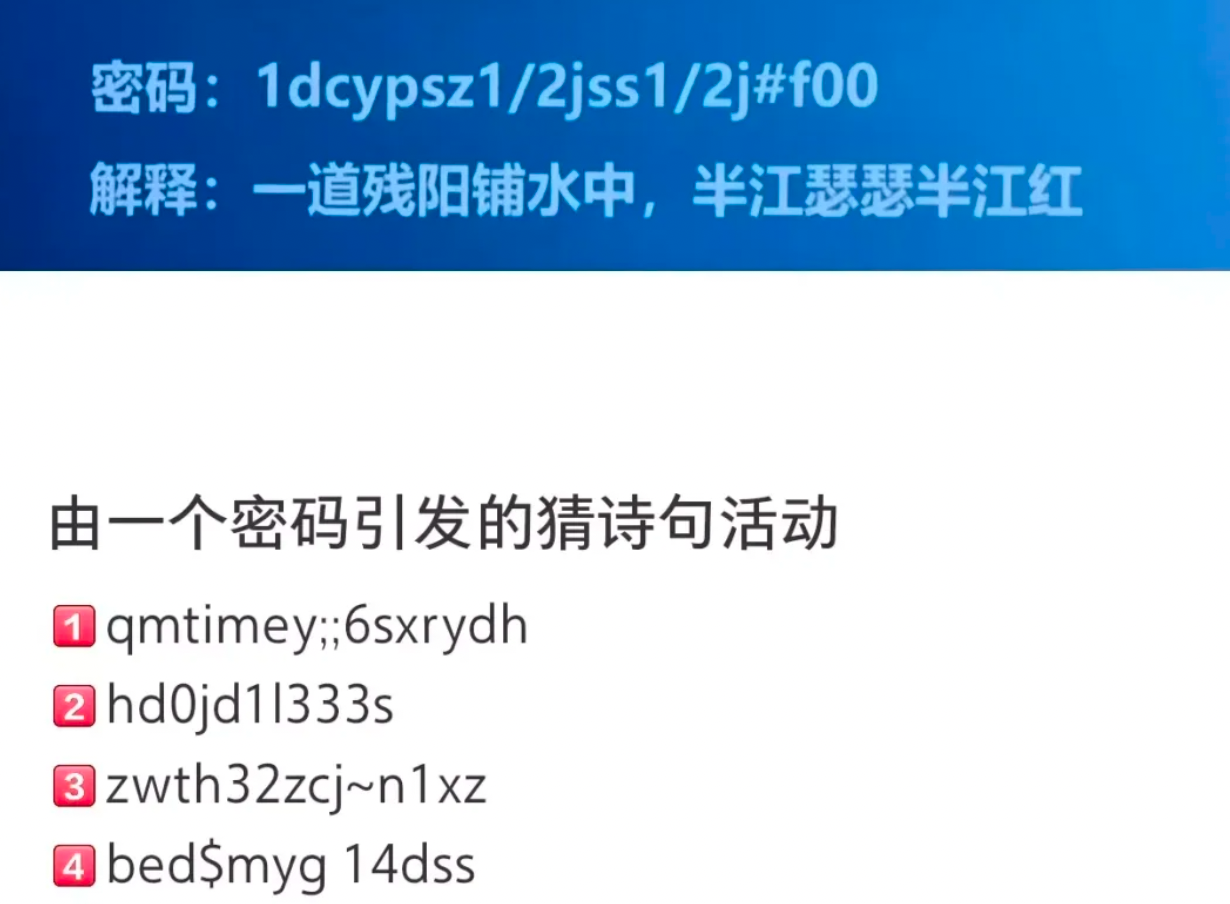 密码：1dcypsz1/2jss1/2j#f00
解释：一道残阳铺水中，半江瑟瑟半江红
由一个密码引发的猜诗句活动
1 qmtimey;;6sxrydh
2 hd0jd1l333s
3 zwth32zcj~n1xz
4 bed$myg 14dss